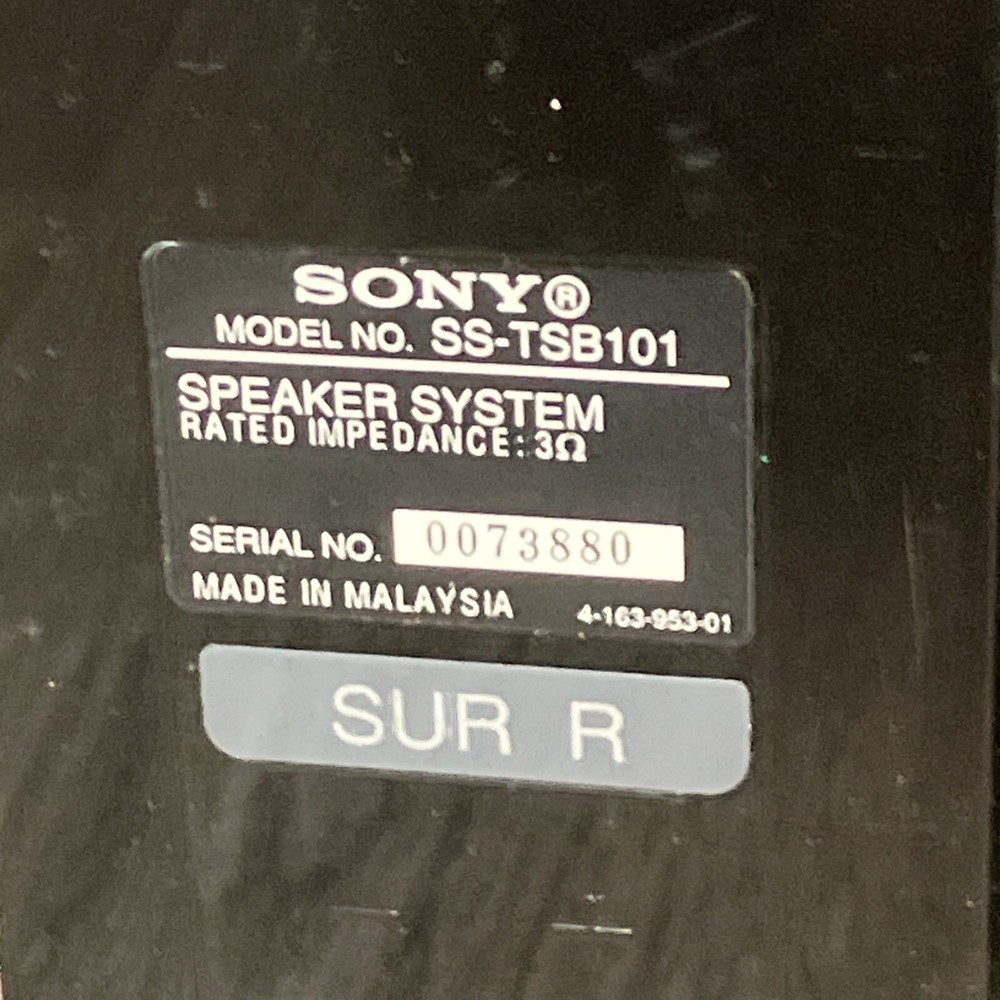 SONY®
MODEL NO. SS-TSB101
SPEAKER SYSTEM
RATED IMPEDANCE: 3Ω
SERIAL NO. 0073880
MADE IN MALAYSIA 4-163-953-01
SUR R